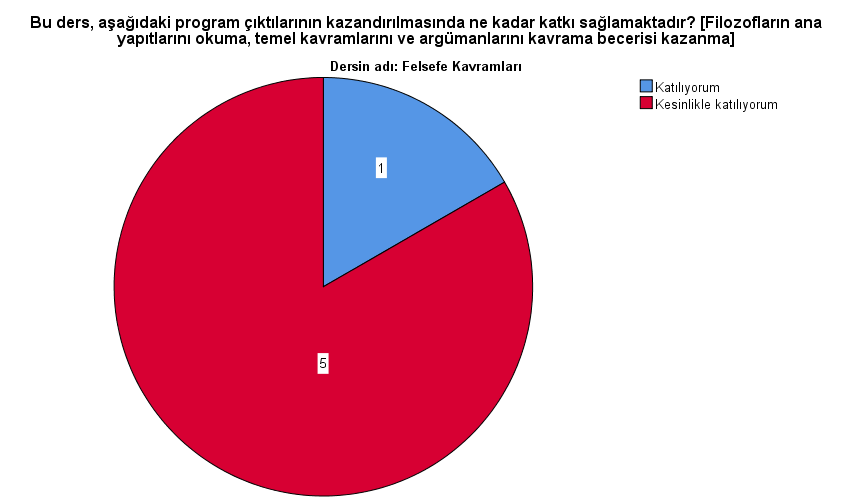 Bu ders, aşağıdaki program çıktılarının kazandırılmasında ne kadar katkı sağlamaktadır? [Filozofların ana
yapıtlarını okuma, temel kavramlarını ve argümanlarını kavrama becerisi kazanma]
Dersin adı: Felsefe Kavramları
Katılıyorum
Kesinlikle katılıyorum
1
5